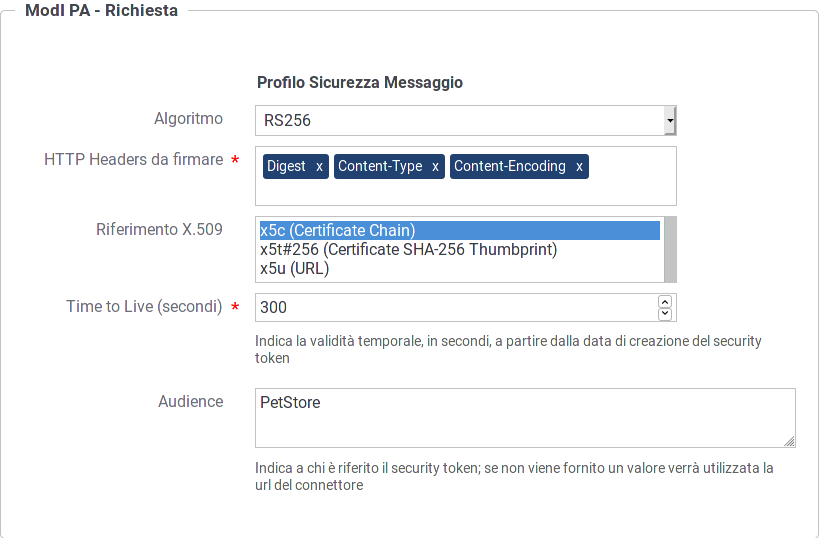 ModI PA - Richiesta
Profilo Sicurezza Messaggio
Algoritmo
RS256
HTTP Headers da firmare *
Digest x Content-Type x Content-Encoding x
Riferimento X.509
x5c (Certificate Chain)
x5t#256 (Certificate SHA-256 Thumbprint)
x5u (URL)
Time to Live (secondi) *
300
Indica la validità temporale, in secondi, a partire dalla data di creazione del security
token
Audience
PetStore
Indica a chi è riferito il security token; se non viene fornito un valore verrà utilizzata la
url del connettore